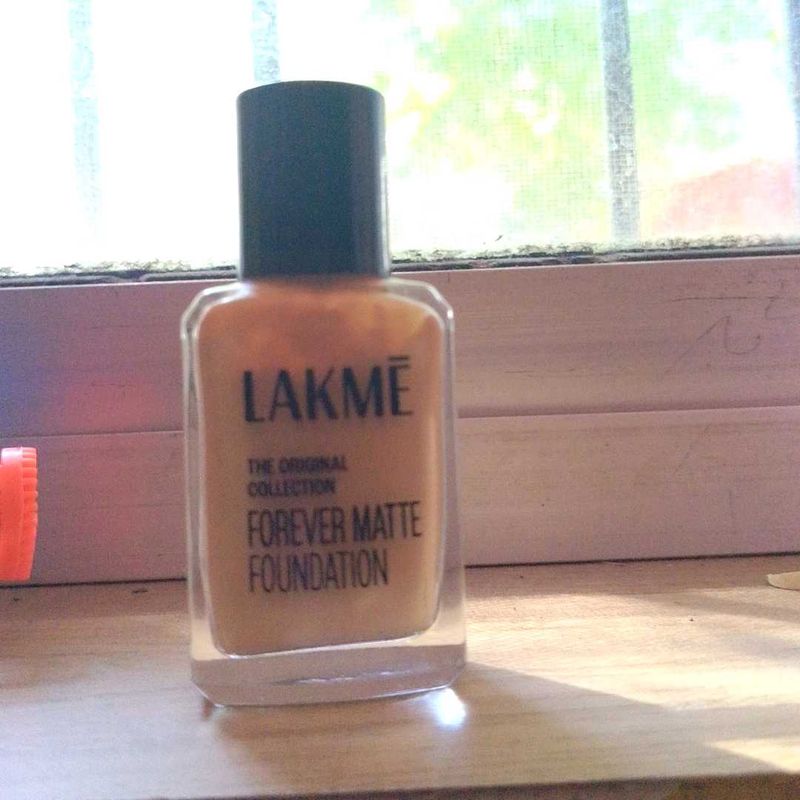 LAKMĒ
THE ORIGINAL
COLLECTION
FOREVER MATTE
FOUNDATION